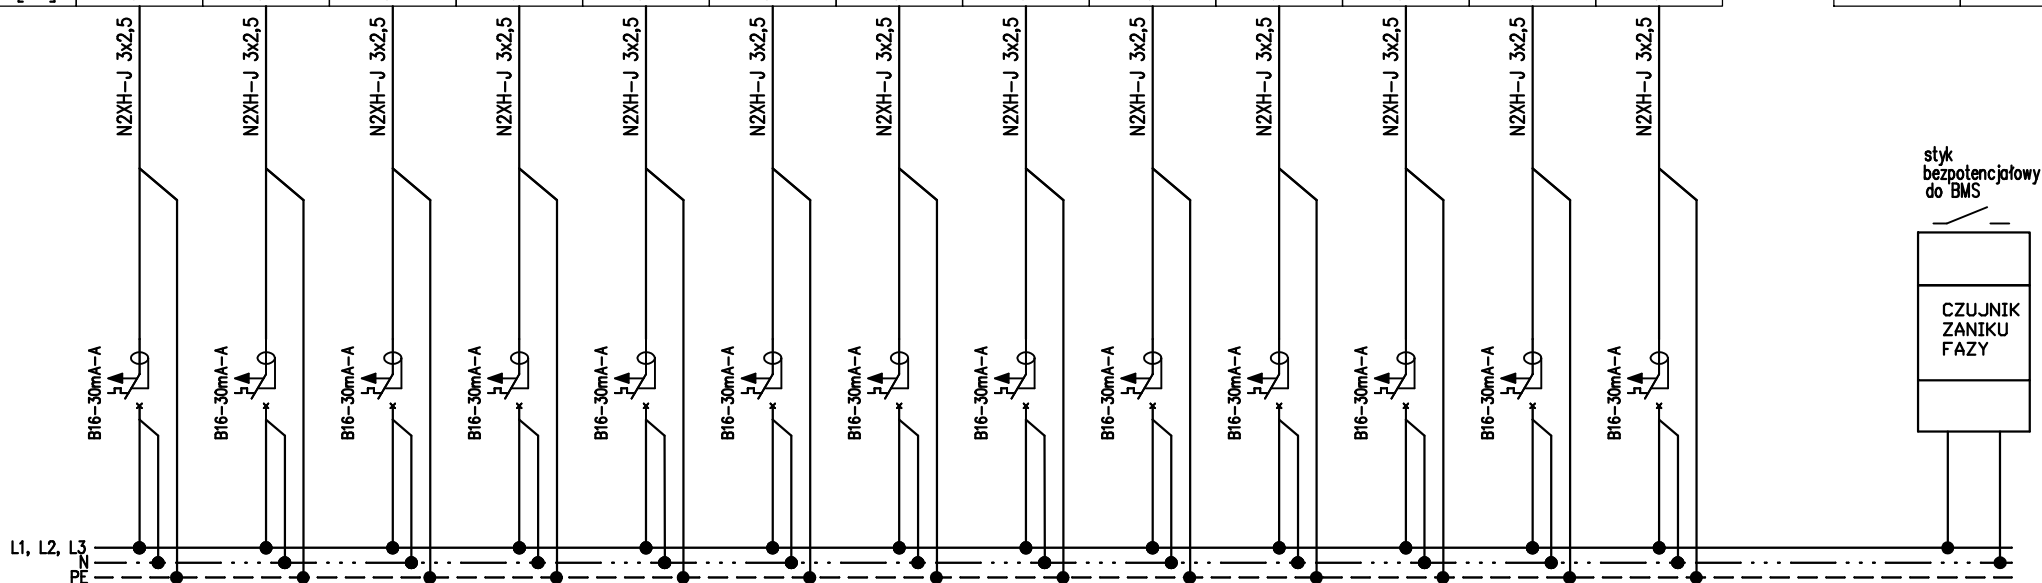 N2XH-J 3x2,5
N2XH-J 3x2,5
N2XH-J 3x2,5
N2XH-J 3x2,5
N2XH-J 3x2,5
N2XH-J 3x2,5
N2XH-J 3x2,5
N2XH-J 3x2,5
N2XH-J 3x2,5
N2XH-J 3x2,5
N2XH-J 3x2,5
N2XH-J 3x2,5
N2XH-J 3x2,5
styk
bezpotencjałowy
do BMS
CZUJNIK
ZANIKU
FAZY
B16-30mA-A
B16-30mA-A
B16-30mA-A
B16-30mA-A
B16-30mA-A
B16-30mA-A
B16-30mA-A
B16-30mA-A
B16-30mA-A
B16-30mA-A
B16-30mA-A
B16-30mA-A
B16-30mA-A
L1, L2, L3
N
PE